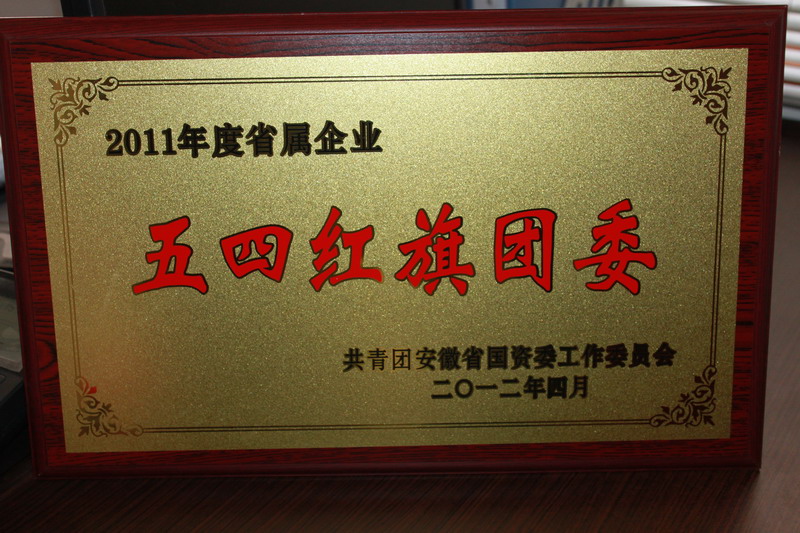 2011年度省属企业
五四红旗团委
共青团安徽省国资委工作委员会
二〇一二年四月